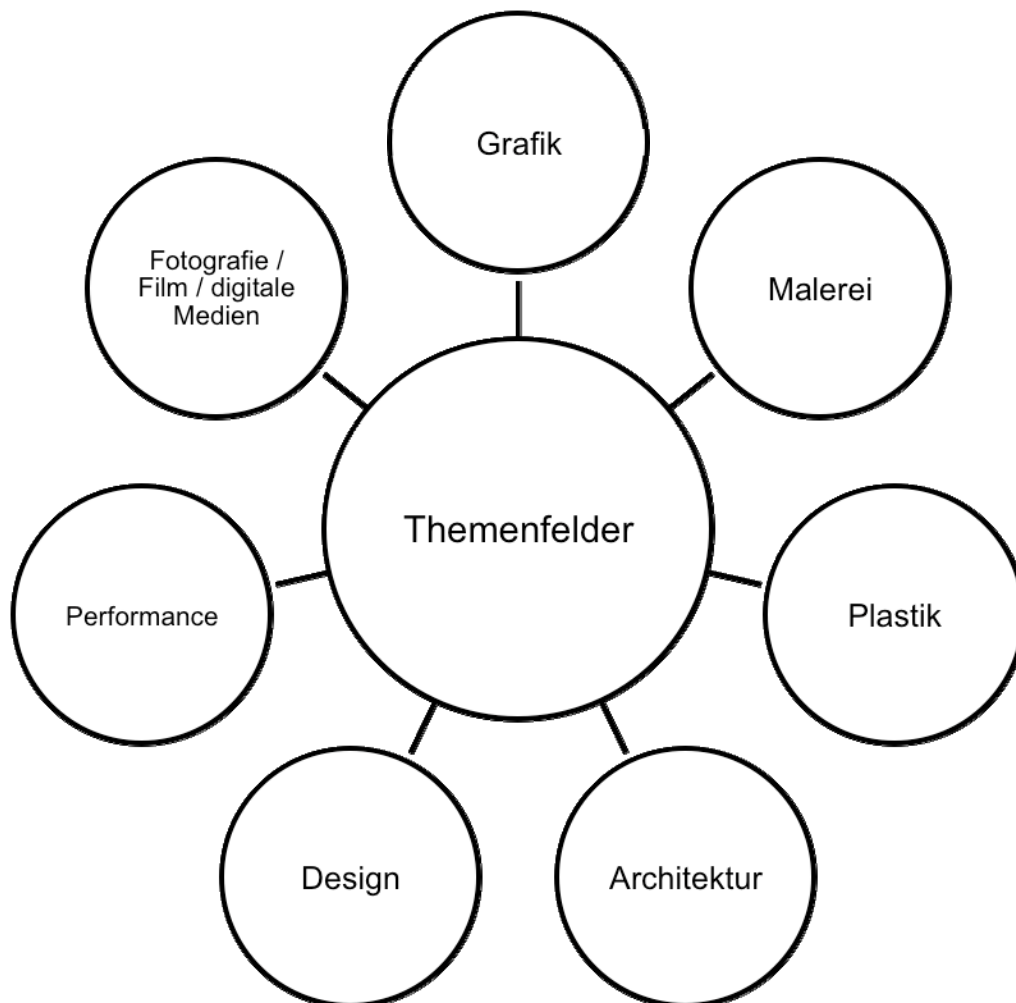 Grafik
Fotografie /
Film / digitale
Medien
Malerei
Themenfelder
Performance
Plastik
Design
Architektur